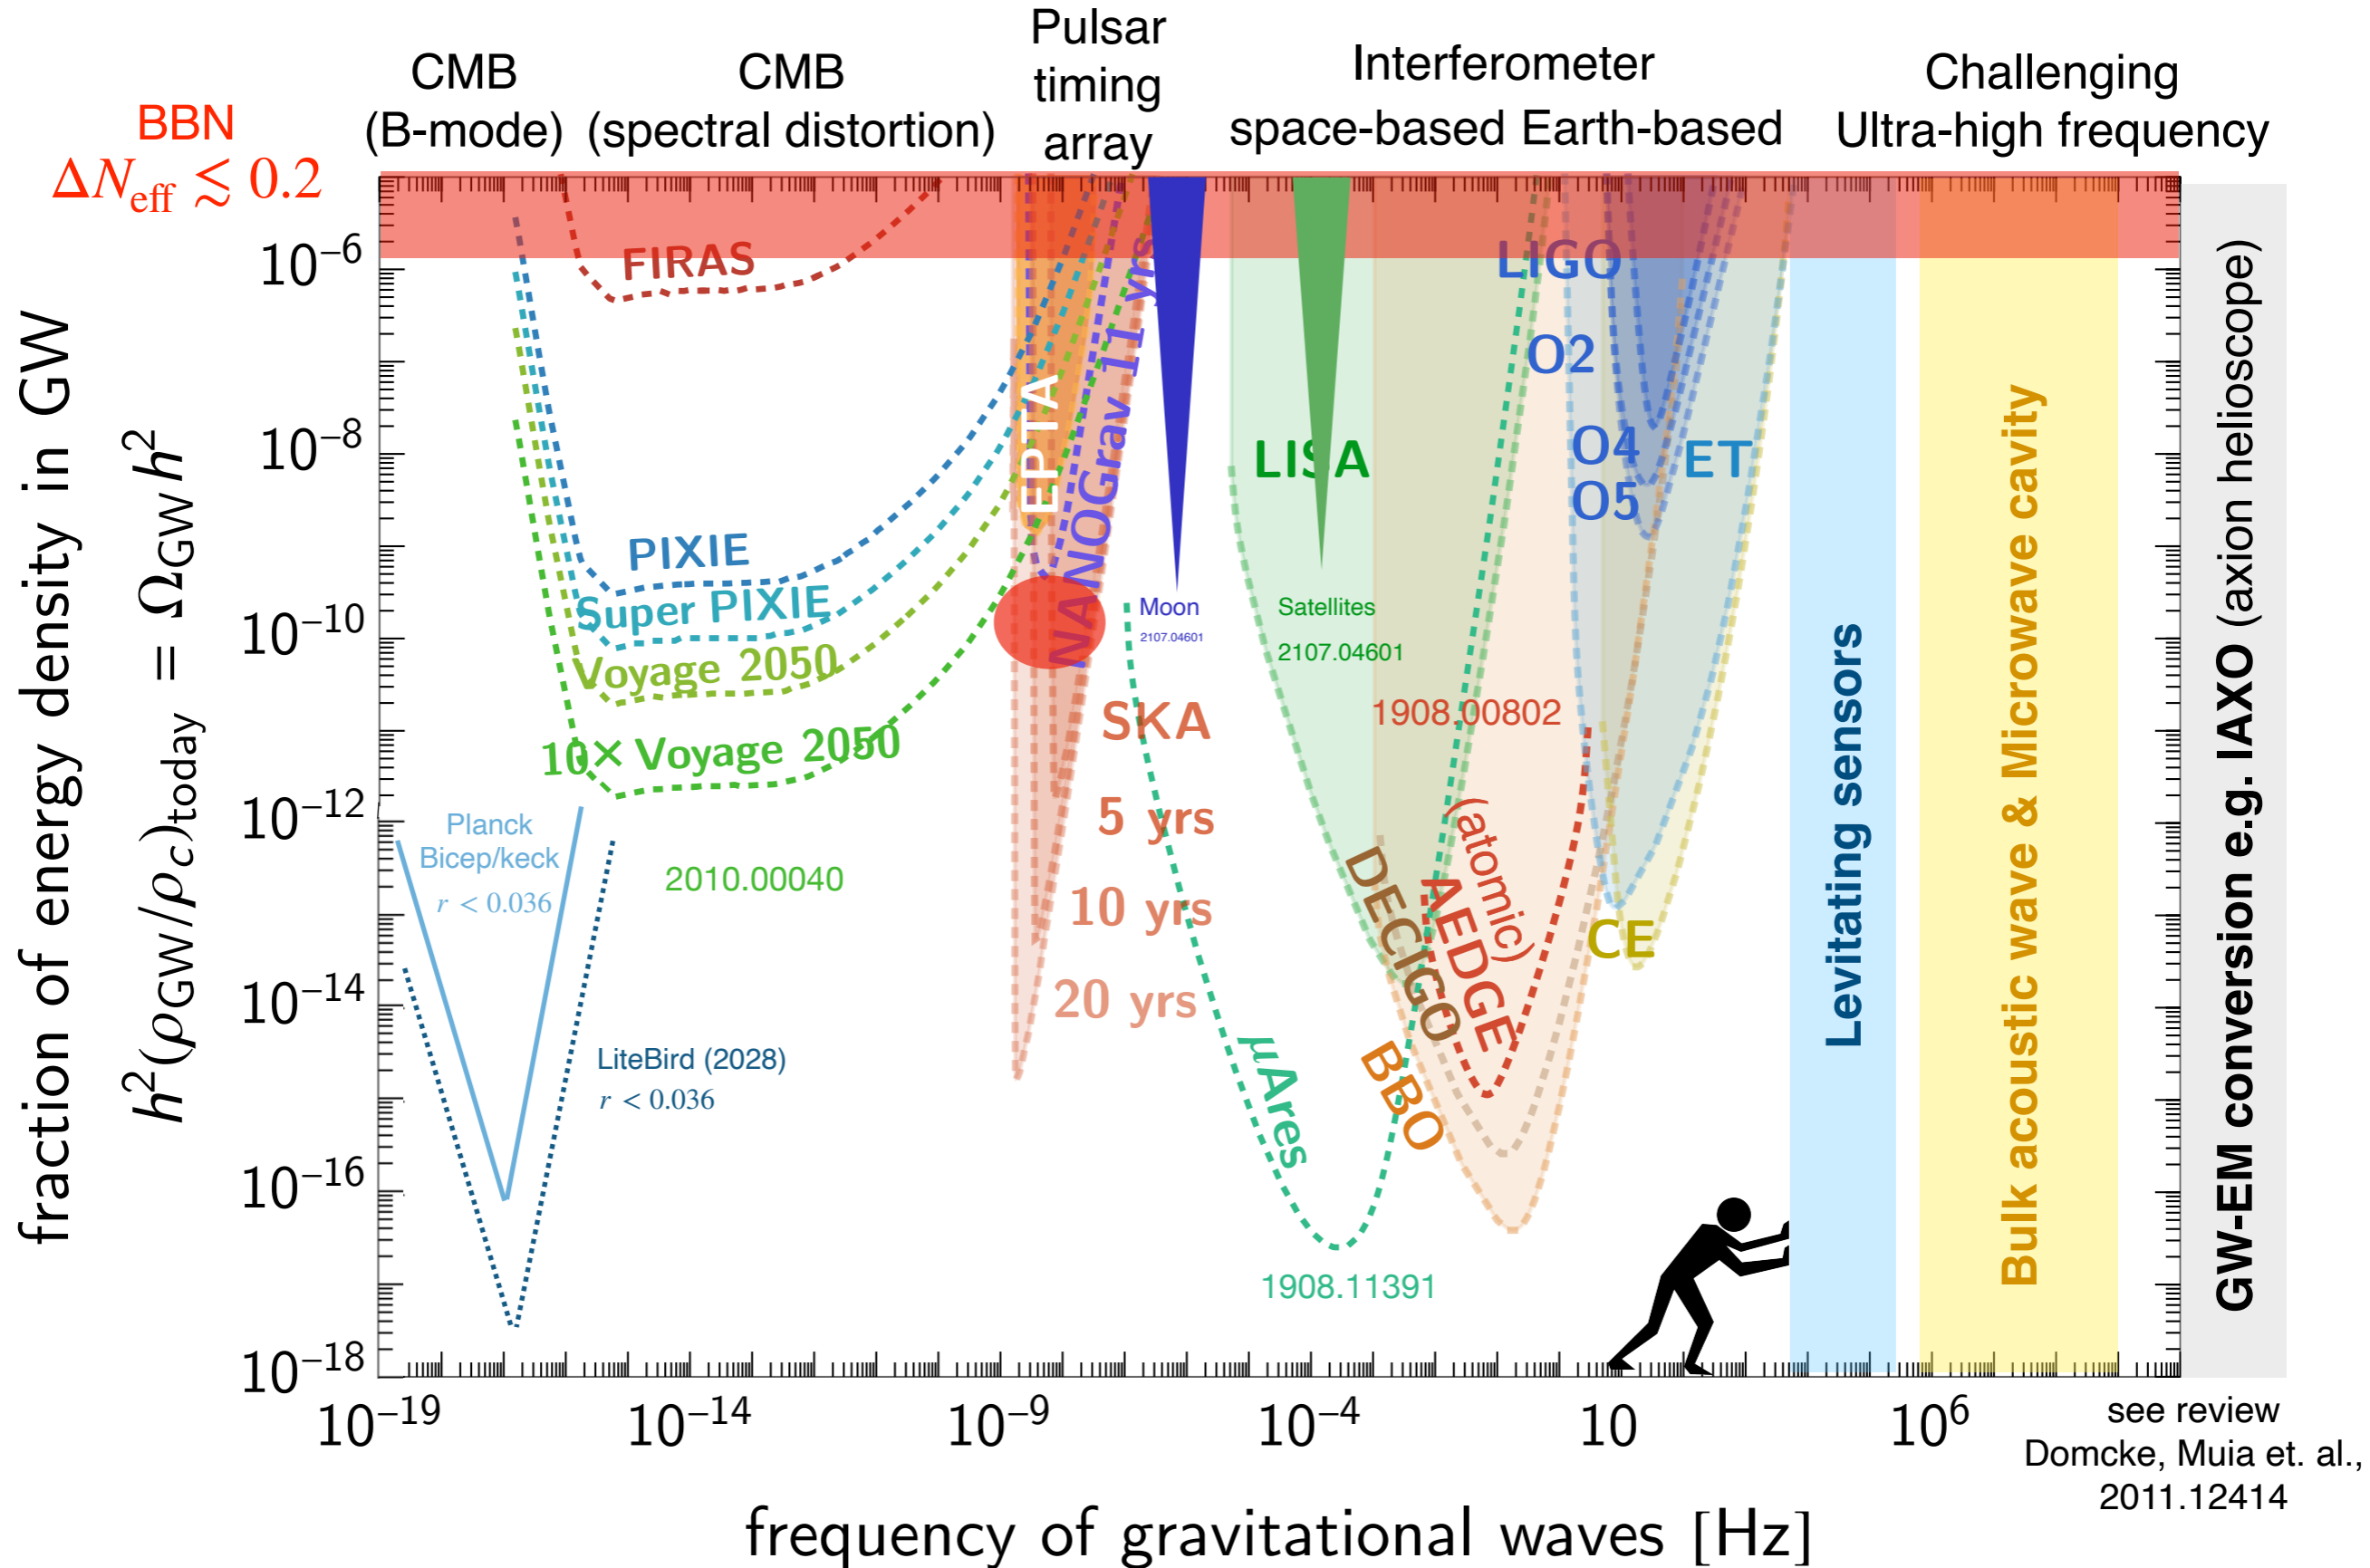 Pulsar
timing
array
CMB
(B-mode)
CMB
(spectral distortion)
Interferometer
space-based Earth-based
Challenging
Ultra-high frequency
BBN
ΔN_eff ≲ 0.2
fraction of energy density in GW
h²(ρ_GW/ρ_c)_today = Ω_GW h²
10⁻⁶
10⁻⁸
10⁻¹⁰
10⁻¹²
10⁻¹⁴
10⁻¹⁶
10⁻¹⁸
FIRAS
PIXIE
Super PIXIE
Voyage 2050
10× Voyage 2050
2010.00040
Planck
Bicep/keck
r < 0.036
LiteBird (2028)
r < 0.036
EPTA
NANOGrav 11 yrs
SKA
5 yrs
10 yrs
20 yrs
Moon
2107.04601
Satellites
2107.04601
LISA
μAres
1908.11391
1908.00802
DECIGO
AEDGE
(atomic)
BBO
LIGO
O2
O4
O5
ET
CE
Levitating sensors
Bulk acoustic wave & Microwave cavity
GW-EM conversion e.g. IAXO (axion helioscope)
10⁻¹⁹
10⁻¹⁴
10⁻⁹
10⁻⁴
10
10⁶
see review
Domcke, Muia et. al.,
2011.12414
frequency of gravitational waves [Hz]